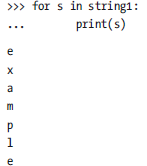 >>> for s in string1:
...     print(s)
e
x
a
m
p
l
e